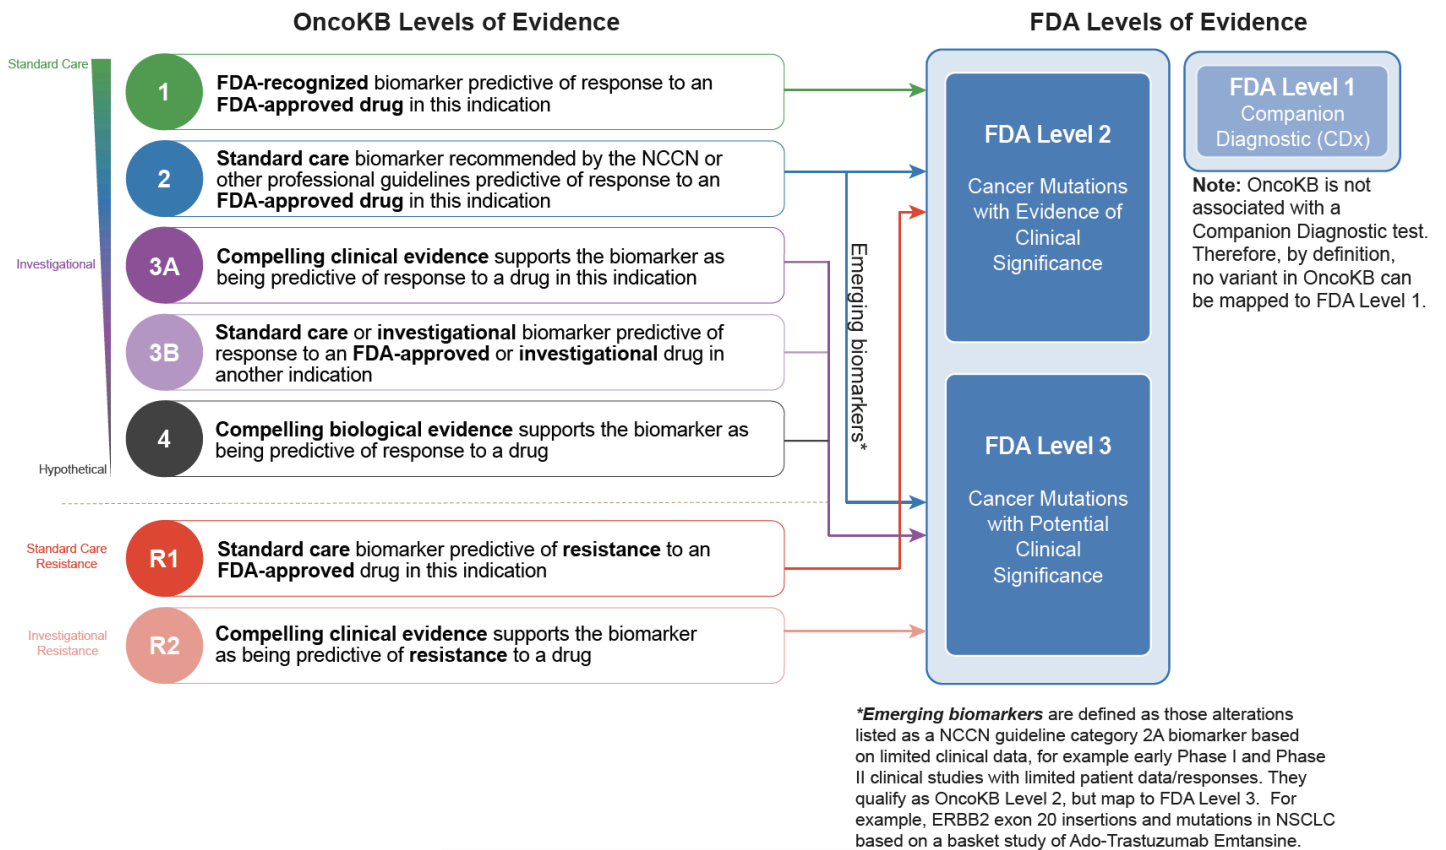 OncoKB Levels of Evidence
FDA Levels of Evidence
Standard Care
Investigational
Hypothetical
1
FDA-recognized biomarker predictive of response to an
FDA-approved drug in this indication
2
Standard care biomarker recommended by the NCCN or
other professional guidelines predictive of response to an
FDA-approved drug in this indication
3A
Compelling clinical evidence supports the biomarker as
being predictive of response to a drug in this indication
3B
Standard care or investigational biomarker predictive of
response to an FDA-approved or investigational drug in
another indication
4
Compelling biological evidence supports the biomarker as
being predictive of response to a drug
Standard Care
Resistance
R1
Standard care biomarker predictive of resistance to an
FDA-approved drug in this indication
Investigational
Resistance
R2
Compelling clinical evidence supports the biomarker
as being predictive of resistance to a drug
Emerging biomarkers*
FDA Level 2
Cancer Mutations
with Evidence of
Clinical
Significance
FDA Level 3
Cancer Mutations
with Potential
Clinical
Significance
FDA Level 1
Companion
Diagnostic (CDx)
Note: OncoKB is not
associated with a
Companion Diagnostic test.
Therefore, by definition,
no variant in OncoKB can
be mapped to FDA Level 1.
*Emerging biomarkers are defined as those alterations
listed as a NCCN guideline category 2A biomarker based
on limited clinical data, for example early Phase I and Phase
II clinical studies with limited patient data/responses. They
qualify as OncoKB Level 2, but map to FDA Level 3. For
example, ERBB2 exon 20 insertions and mutations in NSCLC
based on a basket study of Ado-Trastuzumab Emtansine.